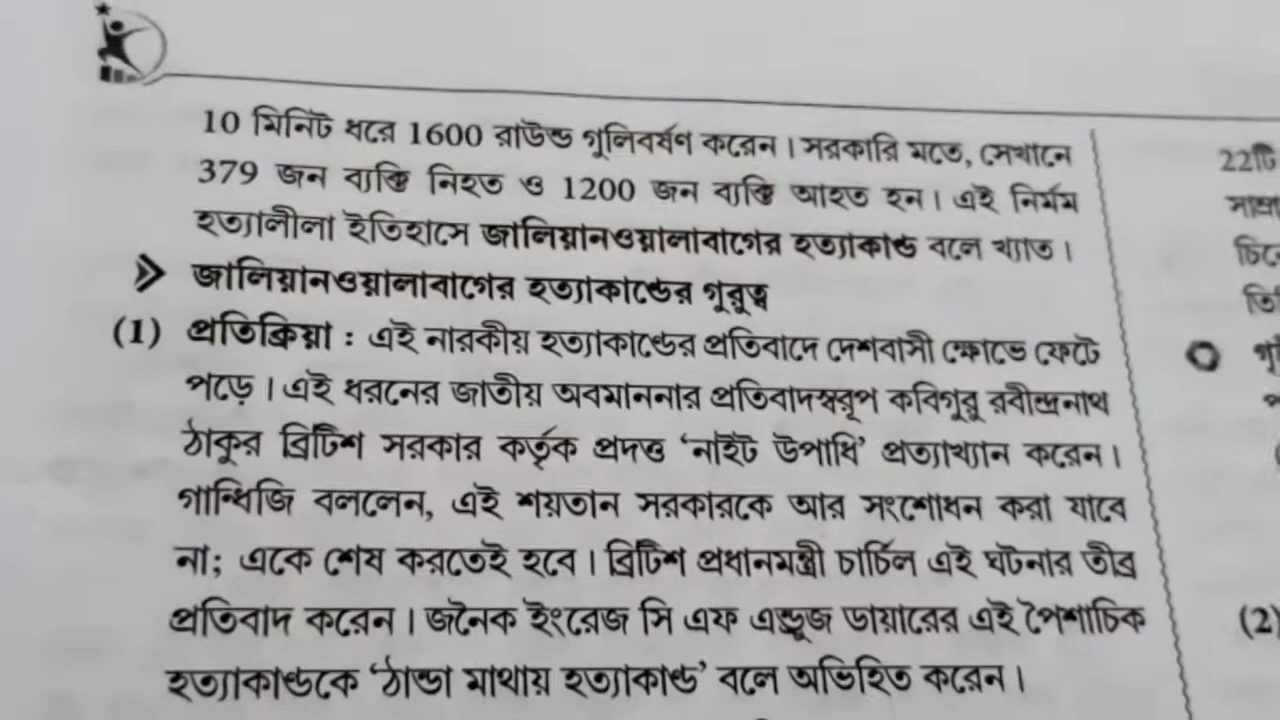 10 মিনিট ধরে 1600 রাউন্ড গুলিবর্ষণ করেন। সরকারি মতে, সেখানে
379 জন ব্যক্তি নিহত ও 1200 জন ব্যক্তি আহত হন। এই নির্মম
হত্যালীলা ইতিহাসে জালিয়ানওয়ালাবাগের হত্যাকাণ্ড বলে খ্যাত।
জালিয়ানওয়ালাবাগের হত্যাকাণ্ডের গুরুত্ব
(1) প্রতিক্রিয়া : এই নারকীয় হত্যাকাণ্ডের প্রতিবাদে দেশবাসী ক্ষোভে ফেটে
পড়ে। এই ধরনের জাতীয় অবমাননার প্রতিবাদস্বরূপ কবিগুরু রবীন্দ্রনাথ
ঠাকুর ব্রিটিশ সরকার কর্তৃক প্রদত্ত ‘নাইট উপাধি’ প্রত্যাখ্যান করেন।
গান্ধিজি বললেন, এই শয়তান সরকারকে আর সংশোধন করা যাবে
না; একে শেষ করতেই হবে। ব্রিটিশ প্রধানমন্ত্রী চার্চিল এই ঘটনার তীব্র
প্রতিবাদ করেন। জনৈক ইংরেজ সি এফ এন্ড্রুজ ডায়ারের এই পৈশাচিক
হত্যাকাণ্ডকে ‘ঠান্ডা মাথায় হত্যাকাণ্ড’ বলে অভিহিত করেন।
22টি
(2)